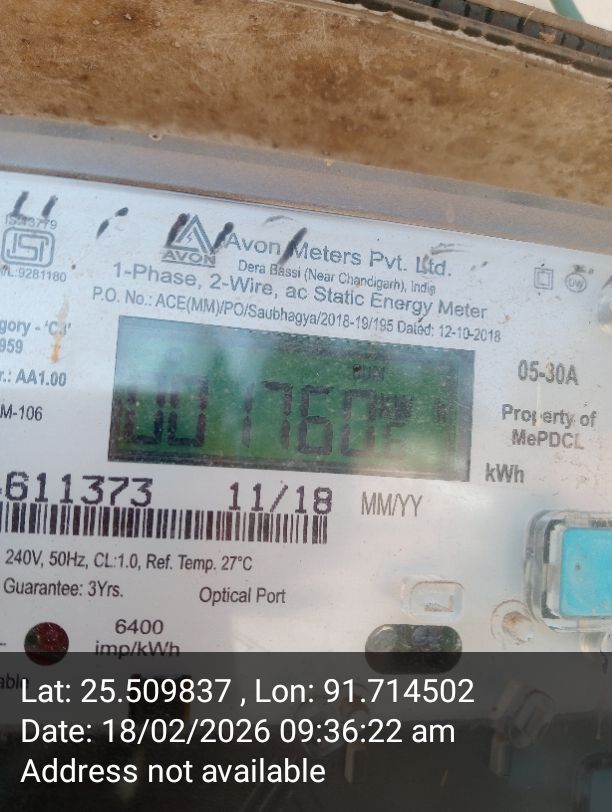 IS:13779
CM/L:9281180
AVON
Avon Meters Pvt. Ltd.
Dera Bassi (Near Chandigarh), India
1-Phase, 2-Wire, ac Static Energy Meter
P.O. No.: ACE(MM)/PO/Saubhagya/2018-19/195 Dated: 12-10-2018
gory - 'C3'
959
r.: AA1.00
M-106
001760
kWh
05-30A
Property of
MePDCL
611373 11/18 MM/YY
240V, 50Hz, CL:1.0, Ref. Temp. 27°C
Guarantee: 3Yrs. Optical Port
6400
imp/kWh
Lat: 25.509837 , Lon: 91.714502
Date: 18/02/2026 09:36:22 am
Address not available